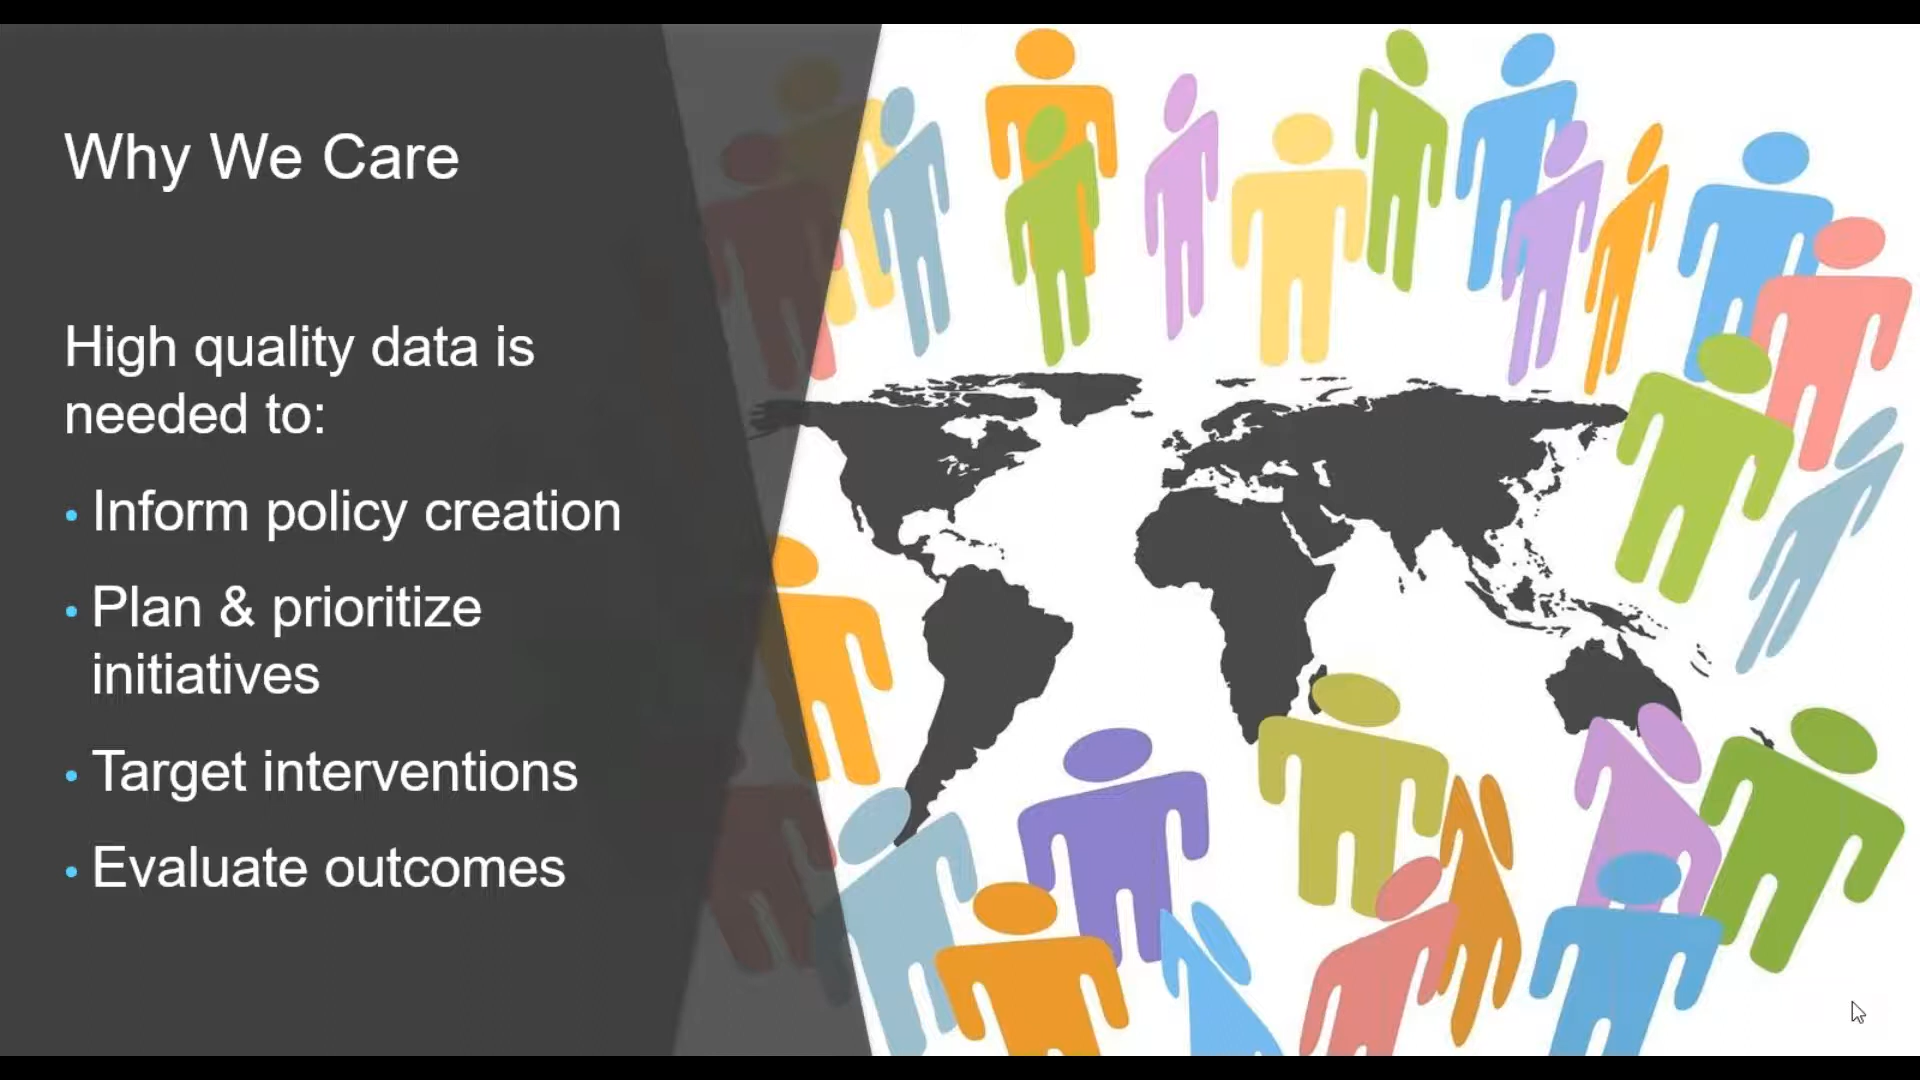 Why We Care
High quality data is
needed to:
• Inform policy creation
• Plan & prioritize
initiatives
• Target interventions
• Evaluate outcomes